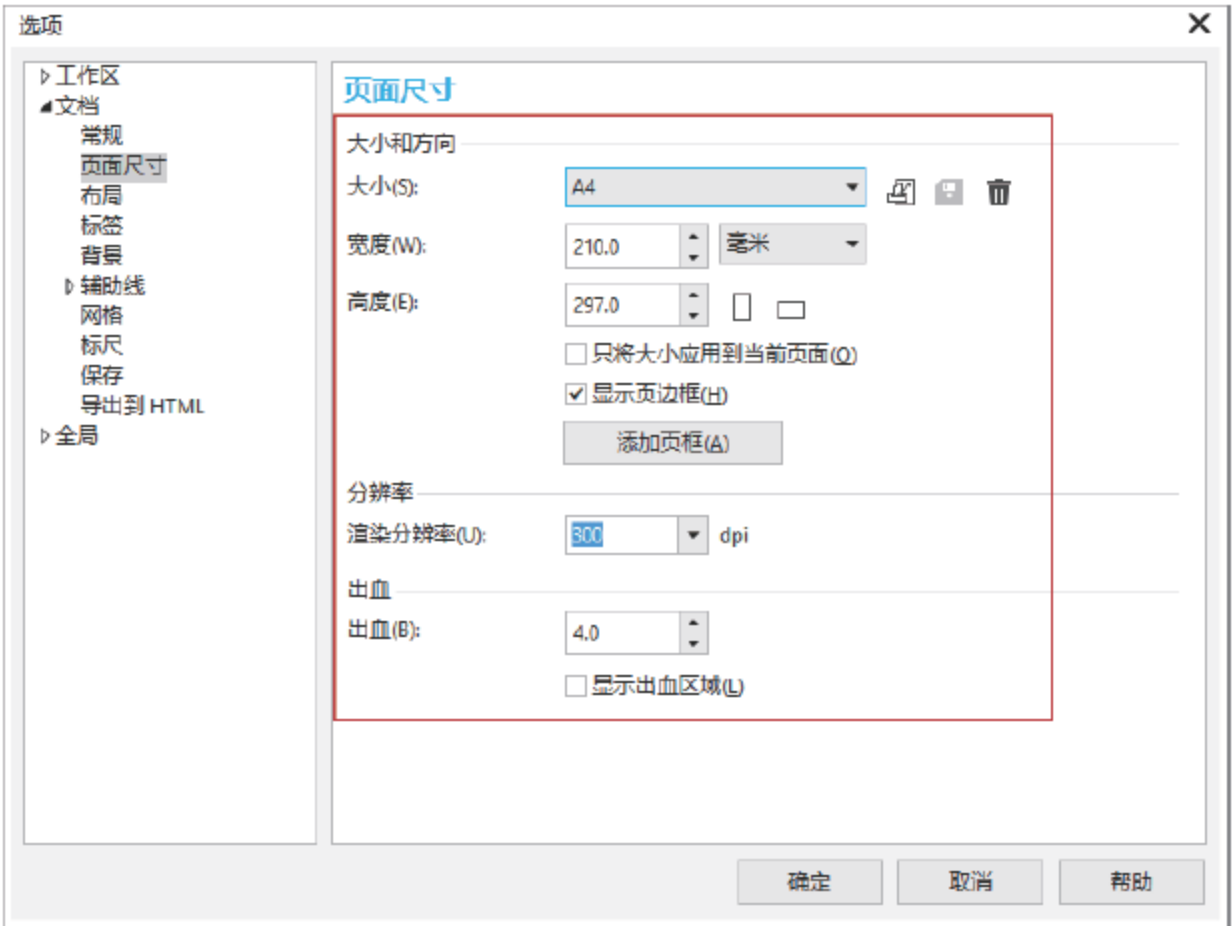 选项
工作区
文档
常规
页面尺寸
布局
标签
背景
辅助线
网格
标尺
保存
导出到 HTML
全局
页面尺寸
大小和方向
大小(S): A4
宽度(W): 210.0 毫米
高度(E): 297.0
只将大小应用到当前页面(O)
显示页边框(H)
添加页框(A)
分辨率
渲染分辨率(U): 300 dpi
出血
出血(B): 4.0
显示出血区域(L)
确定 取消 帮助